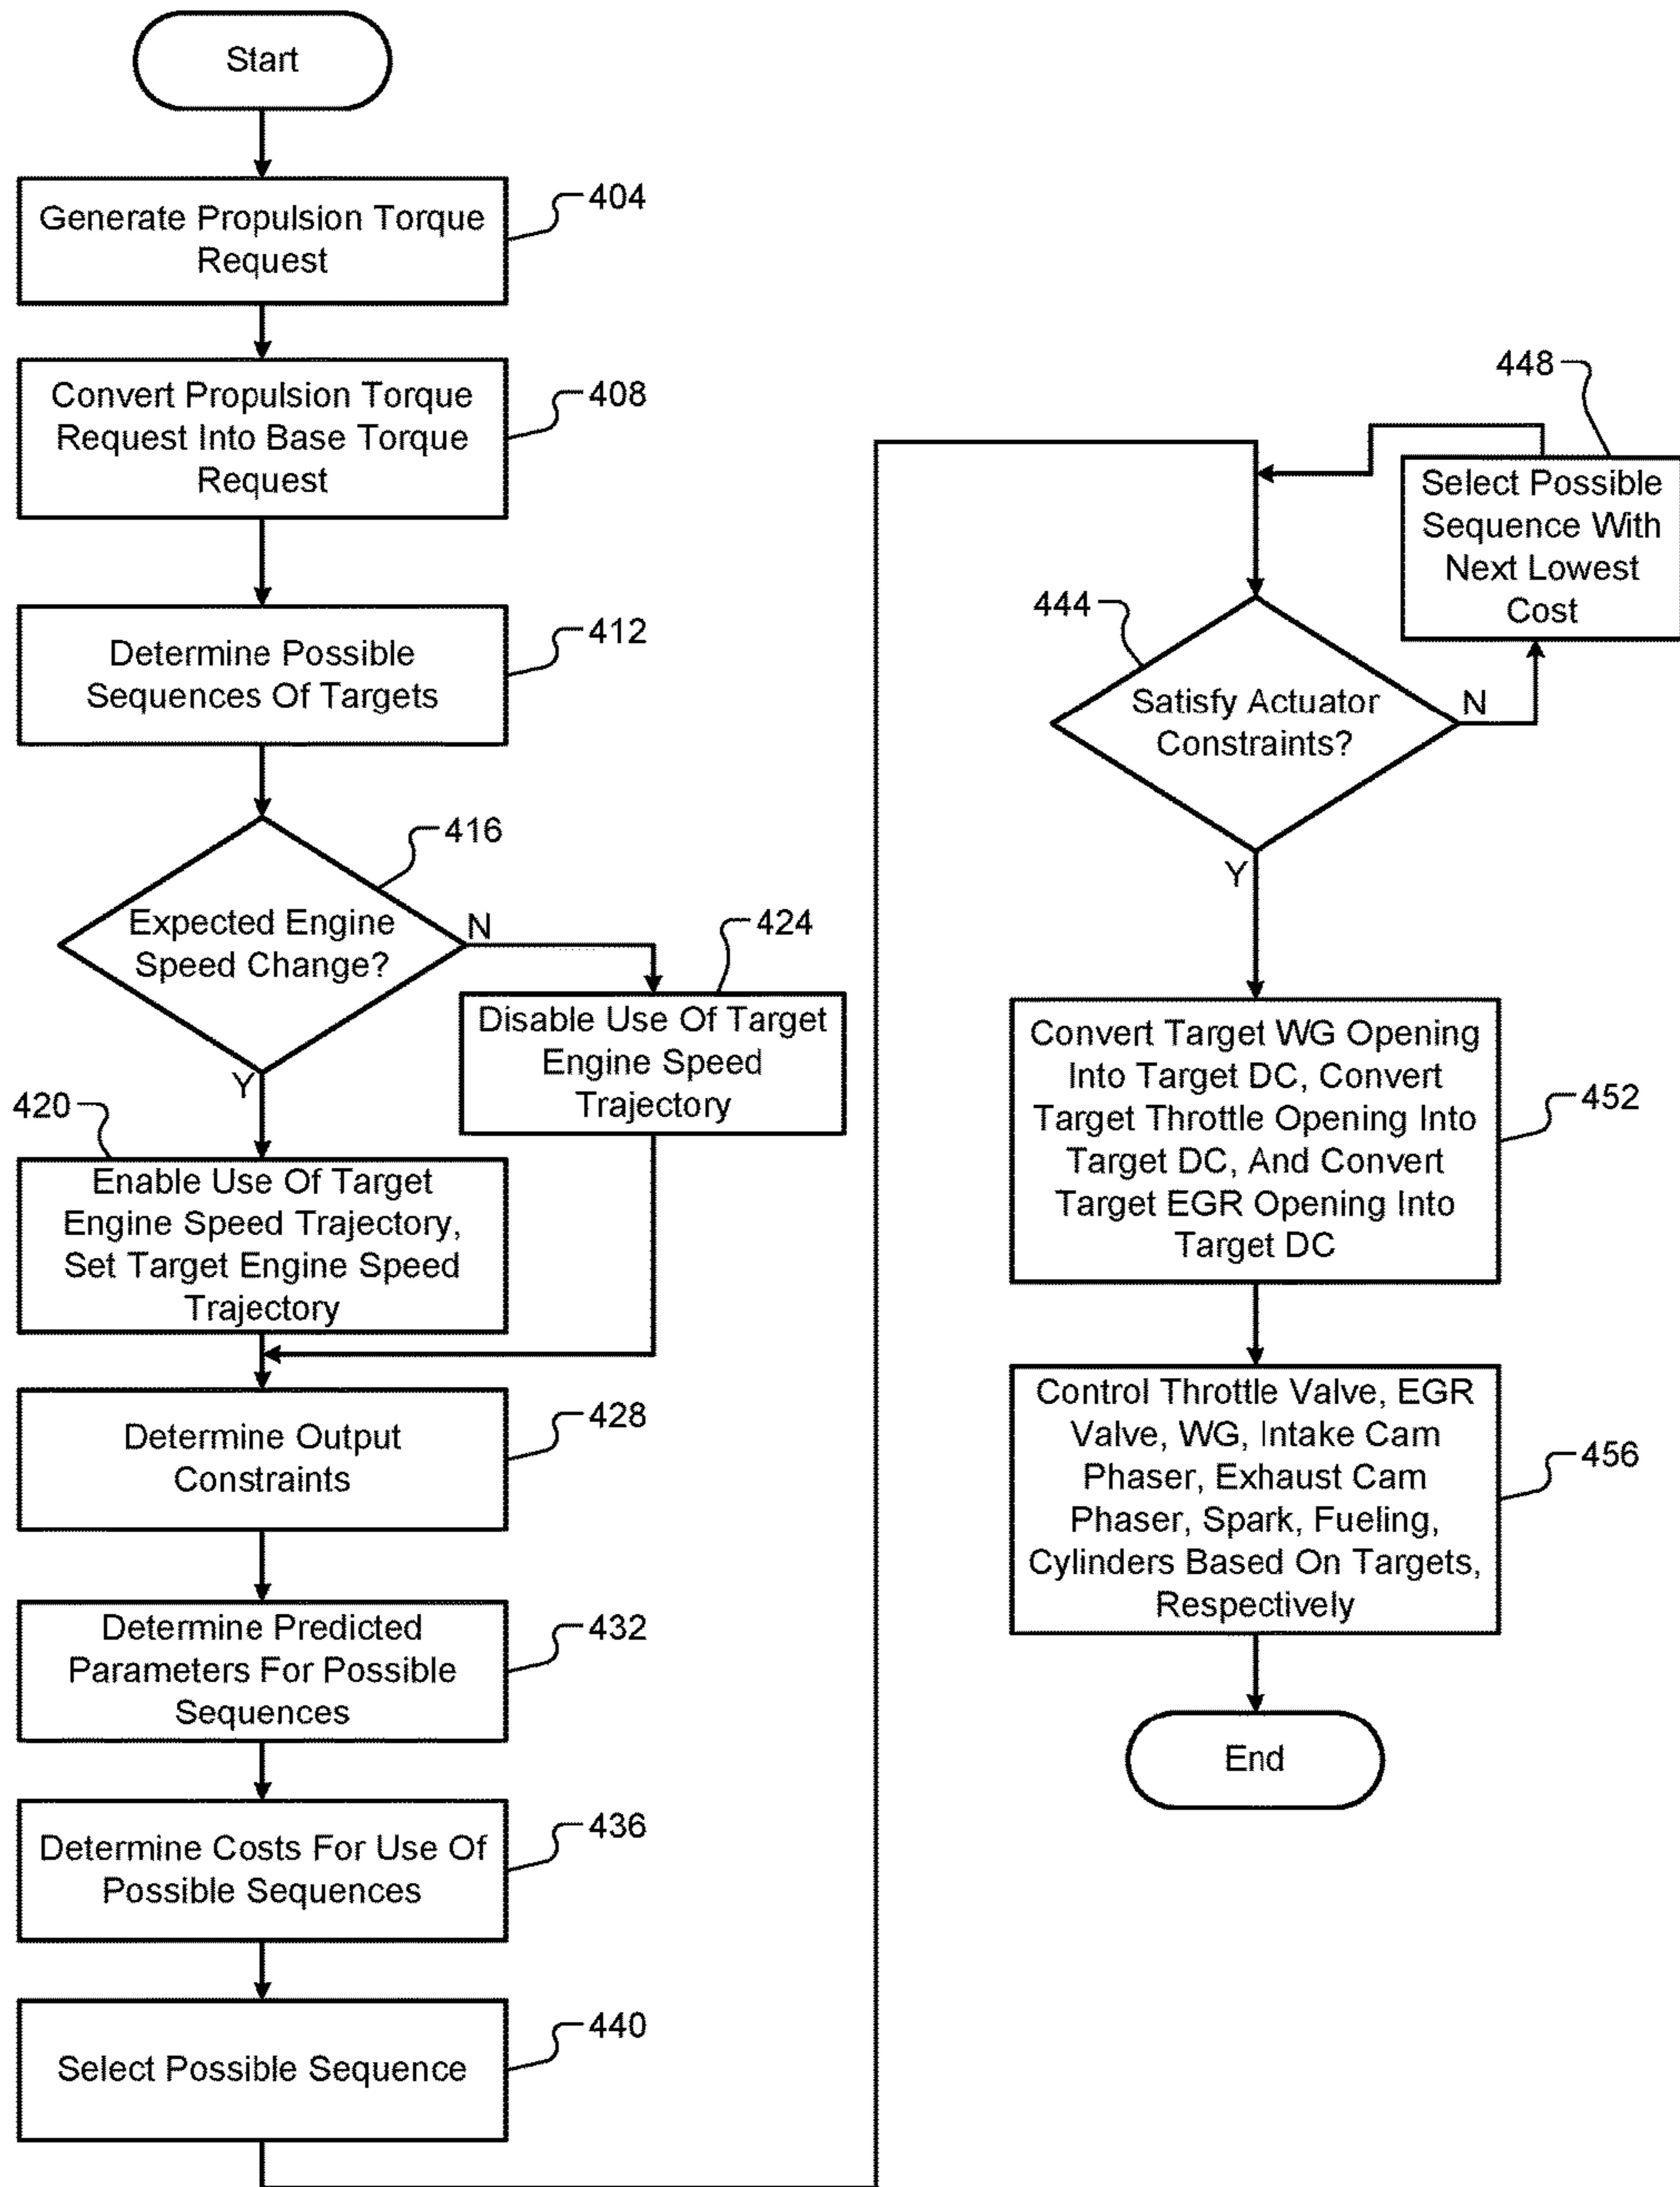 Start
Generate Propulsion Torque
Request
404
Convert Propulsion Torque
Request Into Base Torque
Request
408
Determine Possible
Sequences Of Targets
412
Expected Engine
Speed Change?
416
N
Y
Disable Use Of Target
Engine Speed
Trajectory
424
420
Enable Use Of Target
Engine Speed Trajectory,
Set Target Engine Speed
Trajectory
Determine Output
Constraints
428
Determine Predicted
Parameters For Possible
Sequences
432
Determine Costs For Use Of
Possible Sequences
436
Select Possible Sequence
440
448
Select Possible
Sequence With
Next Lowest
Cost
444
Satisfy Actuator
Constraints?
N
Y
Convert Target WG Opening
Into Target DC, Convert
Target Throttle Opening Into
Target DC, And Convert
Target EGR Opening Into
Target DC
452
Control Throttle Valve, EGR
Valve, WG, Intake Cam
Phaser, Exhaust Cam
Phaser, Spark, Fueling,
Cylinders Based On Targets,
Respectively
456
End